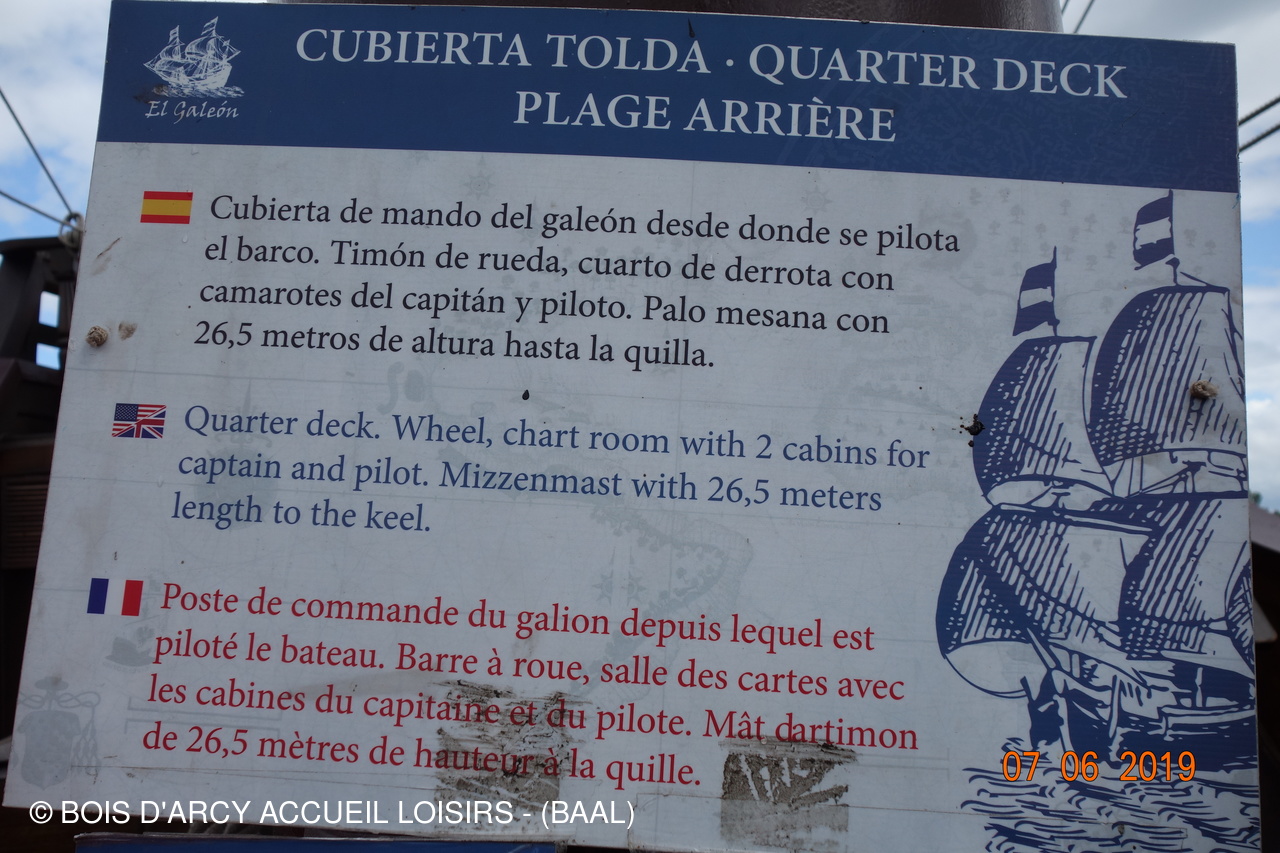 El Galeón
CUBIERTA TOLDA · QUARTER DECK
PLAGE ARRIÈRE
Cubierta de mando del galeón desde donde se pilota
el barco. Timón de rueda, cuarto de derrota con
camarotes del capitán y piloto. Palo mesana con
26,5 metros de altura hasta la quilla.
Quarter deck. Wheel, chart room with 2 cabins for
captain and pilot. Mizzenmast with 26,5 meters
length to the keel.
Poste de commande du galion depuis lequel est
piloté le bateau. Barre à roue, salle des cartes avec
les cabines du capitaine et du pilote. Mât dartimon
de 26,5 mètres de hauteur à la quille.
07 06 2019
© BOIS D'ARCY ACCUEIL LOISIRS - (BAAL)